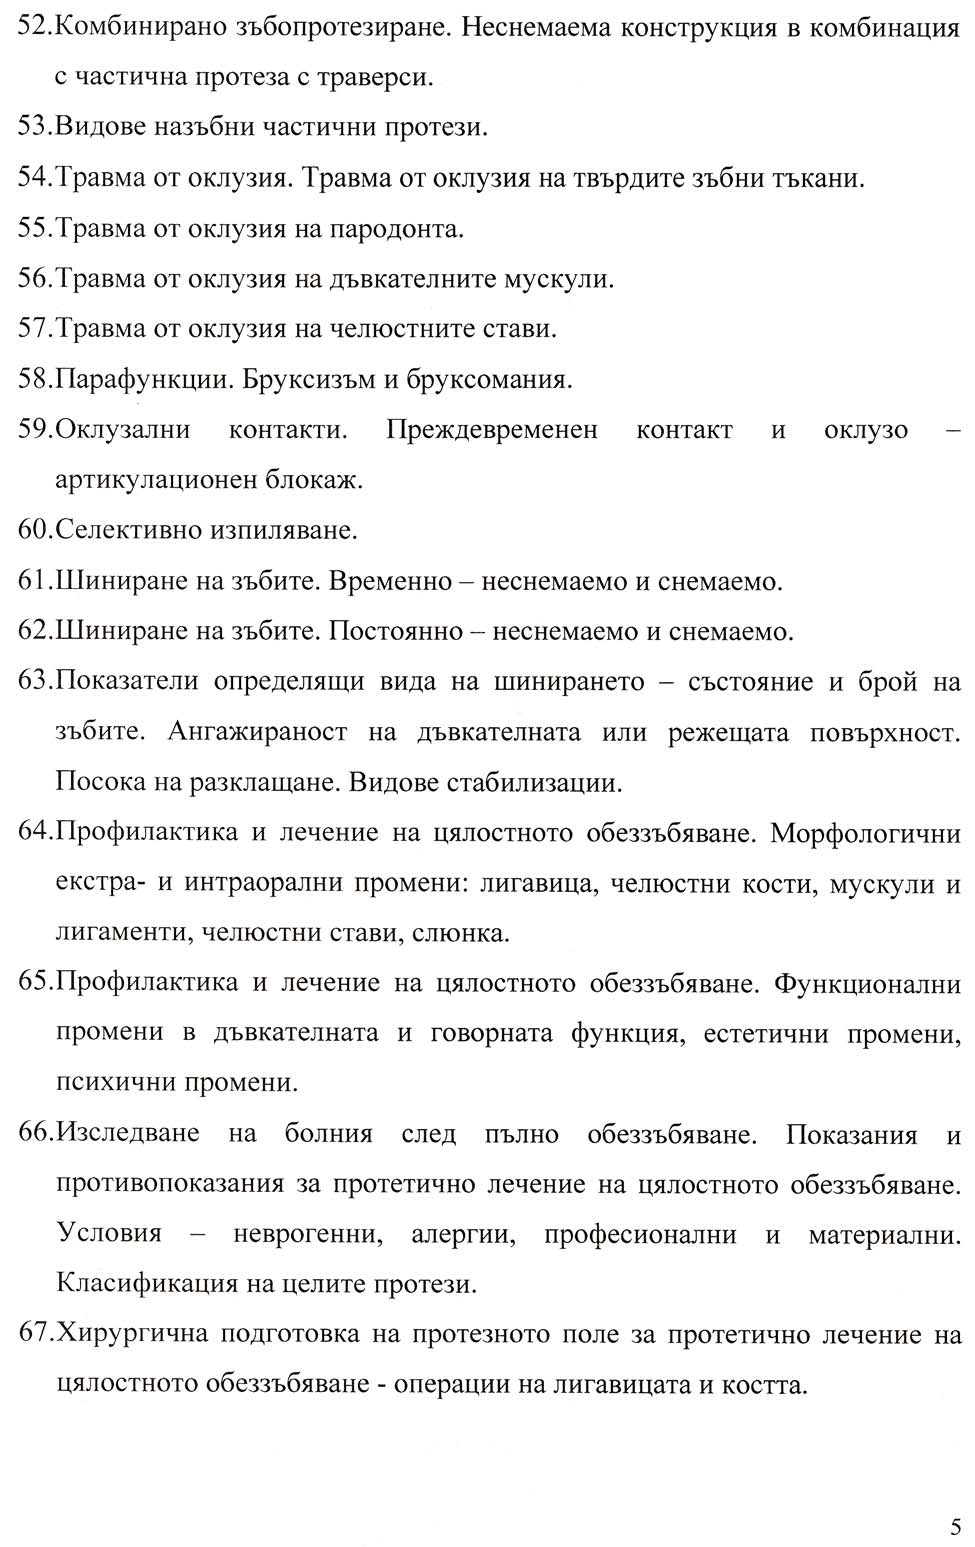 52.Комбинирано зъбопротезиране. Неснемаема конструкция в комбинация
с частична протеза с траверси.
53.Видове назъбни частични протези.
54.Травма от оклузия. Травма от оклузия на твърдите зъбни тъкани.
55.Травма от оклузия на пародонта.
56.Травма от оклузия на дъвкателните мускули.
57.Травма от оклузия на челюстните стави.
58.Парафункции. Бруксизъм и бруксомания.
59.Оклузални контакти. Преждевременен контакт и оклузо –
артикулационен блокаж.
60.Селективно изпиляване.
61.Шиниране на зъбите. Временно – неснемаемо и снемаемо.
62.Шиниране на зъбите. Постоянно – неснемаемо и снемаемо.
63.Показатели определящи вида на шинирането – състояние и брой на
зъбите. Ангажираност на дъвкателната или режещата повърхност.
Посока на разклащане. Видове стабилизации.
64.Профилактика и лечение на цялостното обеззъбяване. Морфологични
екстра- и интраорални промени: лигавица, челюстни кости, мускули и
лигаменти, челюстни стави, слюнка.
65.Профилактика и лечение на цялостното обеззъбяване. Функционални
промени в дъвкателната и говорната функция, естетични промени,
психични промени.
66.Изследване на болния след пълно обеззъбяване. Показания и
противопоказания за протетично лечение на цялостното обеззъбяване.
Условия – неврогенни, алергии, професионални и материални.
Класификация на целите протези.
67.Хирургична подготовка на протезното поле за протетично лечение на
цялостното обеззъбяване - операции на лигавицата и костта.
5